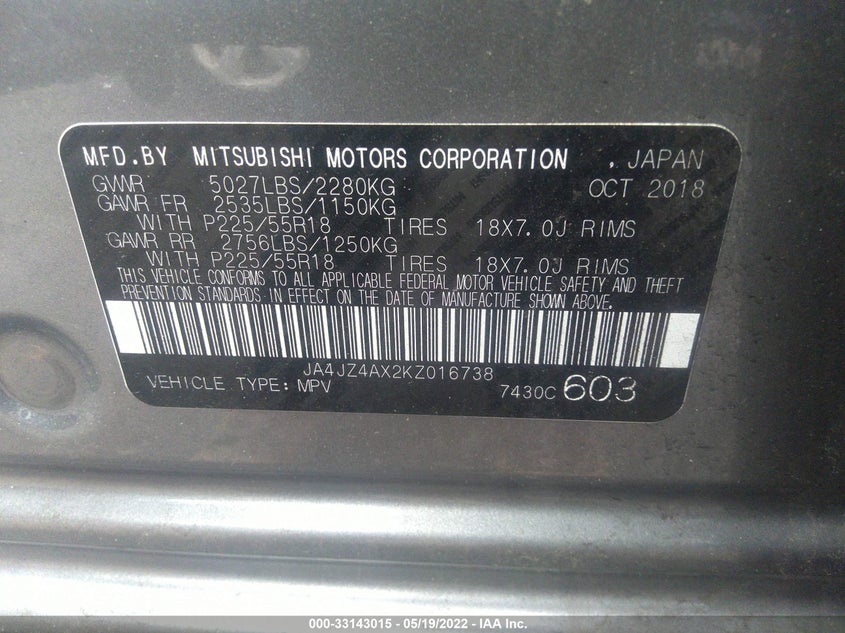 MFD.BY MITSUBISHI MOTORS CORPORATION , JAPAN
GVWR 5027LBS/2280KG OCT 2018
GAWR FR 2535LBS/1150KG
WITH P225/55R18 TIRES 18X7.0J RIMS
GAWR RR 2756LBS/1250KG
WITH P225/55R18 TIRES 18X7.0J RIMS
THIS VEHICLE CONFORMS TO ALL APPLICABLE FEDERAL MOTOR VEHICLE SAFETY AND THEFT
PREVENTION STANDARDS IN EFFECT ON THE DATE OF MANUFACTURE SHOWN ABOVE.
JA4JZ4AX2KZ016738
VEHICLE TYPE: MPV 7430C 603
000-33143015 - 05/19/2022 - IAA Inc.